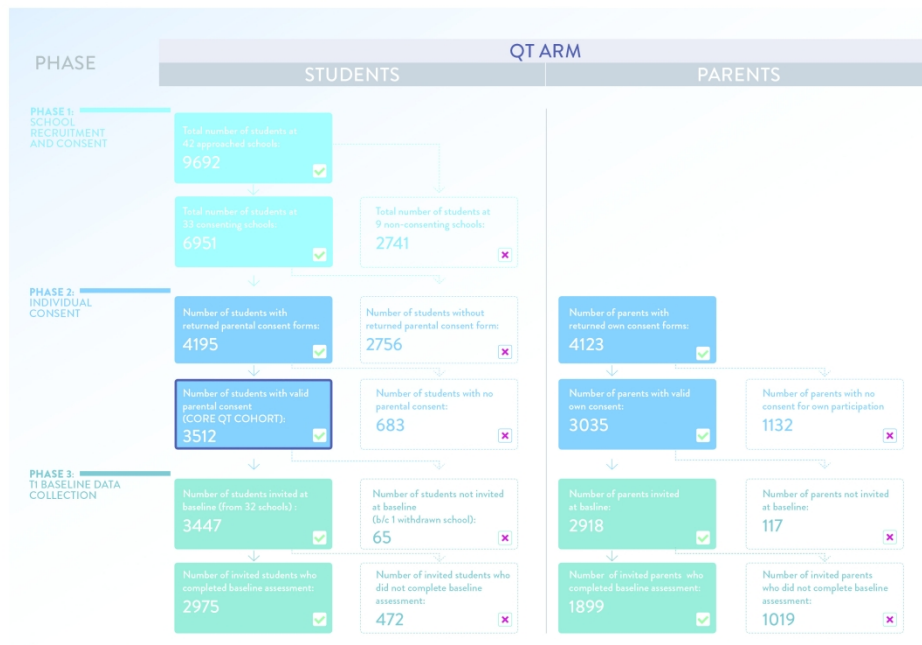 QT ARM
PHASE
STUDENTS
PARENTS
PHASE 1:
SCHOOL
RECRUITMENT
AND CONSENT
Total number of students at
42 approached schools:
9692
Total number of students at
33 consenting schools:
6951
Total number of students at
9 non-consenting schools:
2741
PHASE 2:
INDIVIDUAL
CONSENT
Number of students with
returned parental consent forms:
4195
Number of students without
returned parental consent form:
2756
Number of parents with
returned own consent forms:
4123
Number of students with valid
parental consent
(CORE QT COHORT):
3512
Number of students with no
parental consent:
683
Number of parents with valid
own consent:
3035
Number of parents with no
consent for own participation
1132
PHASE 3:
T1 BASELINE DATA
COLLECTION
Number of students invited at
baseline (from 32 schools) :
3447
Number of students not invited
at baseline
(b/c 1 withdrawn school):
65
Number of parents invited
at basline:
2918
Number of parents not invited
at baseline:
117
Number of invited students who
completed baseline assessment:
2975
Number of invited students who
did not complete baseline
assessment:
472
Number of invited parents who
completed baseline assessment:
1899
Number of invited parents
who did not complete baseline
assessment:
1019